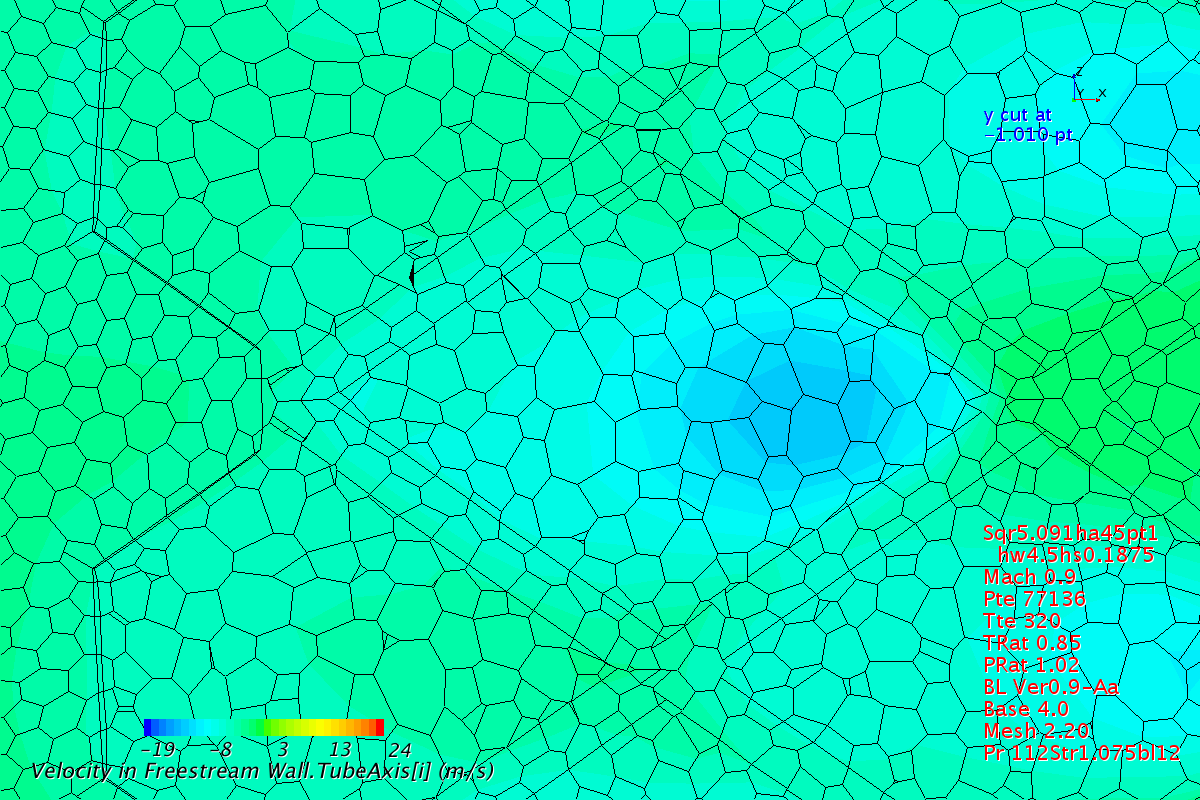 Z
Y X
y cut at
-1.010 pt
Sqr5.091ha45pt1
hw4.5hs0.1875
Mach 0.9
Pte 77136
Tte 320
TRat 0.85
PRat 1.02
BL Ver0.9-Aa
Base 4.0
Mesh 2.20
Pr 112Str1.075bl12
-19 -8 3 13 24
Velocity in Freestream Wall.TubeAxis[i] (m/s)